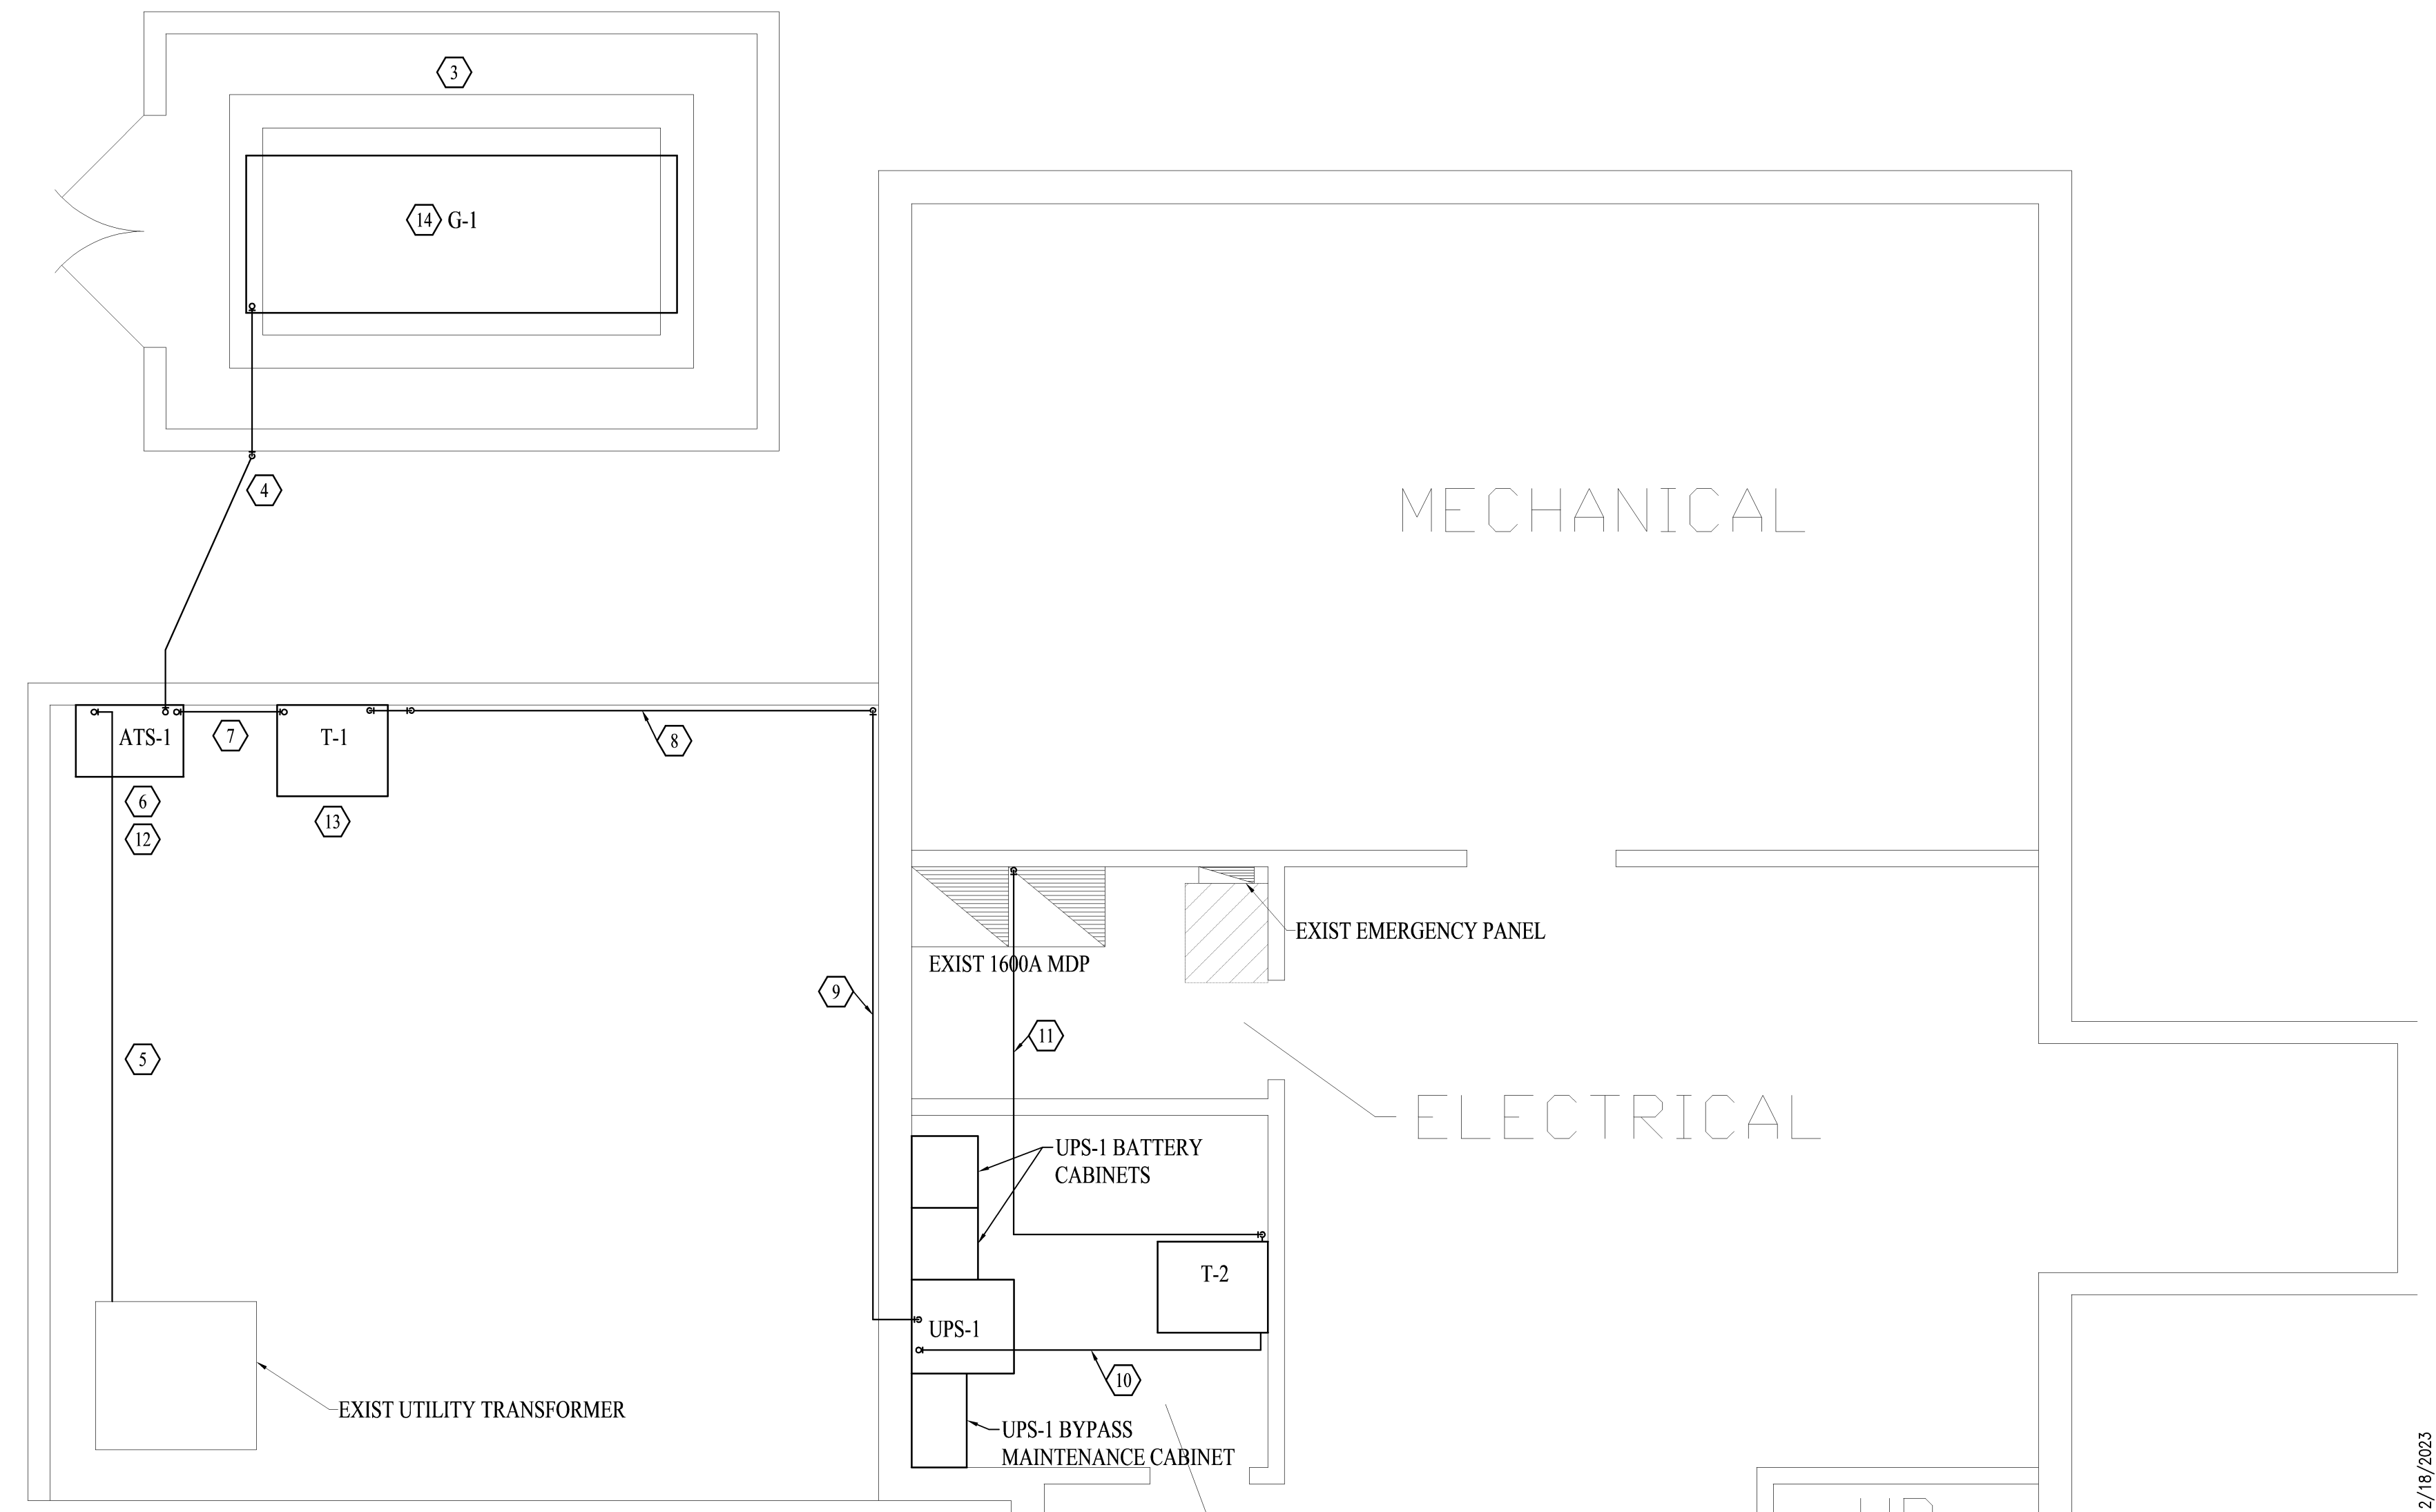 3
14 G-1
4
MECHANICAL
ATS-1
7
T-1
8
6
12
13
EXIST EMERGENCY PANEL
EXIST 1600A MDP
9
11
5
ELECTRICAL
UPS-1 BATTERY
CABINETS
T-2
UPS-1
10
EXIST UTILITY TRANSFORMER
UPS-1 BYPASS
MAINTENANCE CABINET
2/18/2023